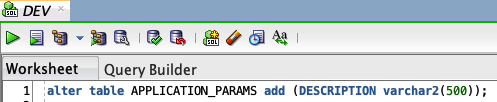 DEV
Worksheet Query Builder
1 alter table APPLICATION_PARAMS add (DESCRIPTION varchar2(500));